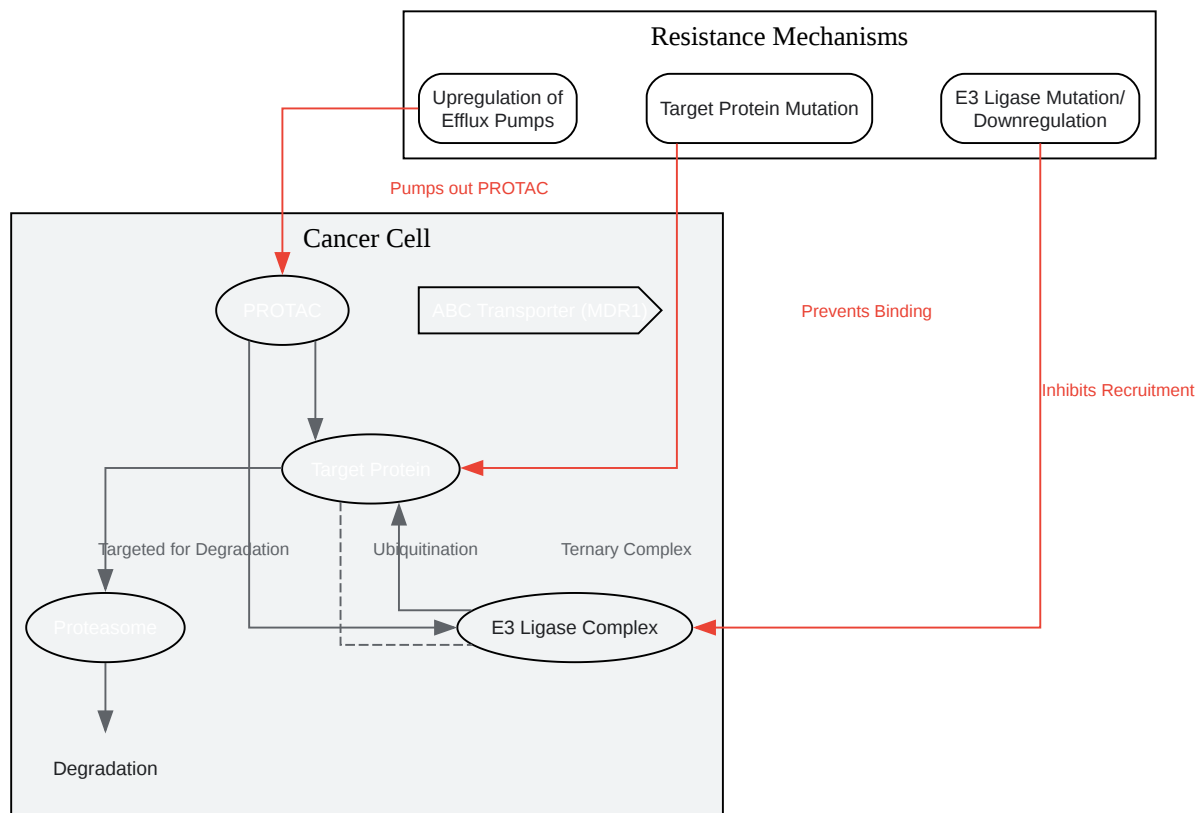 Resistance Mechanisms
Upregulation of
Efflux Pumps
Target Protein Mutation
E3 Ligase Mutation/
Downregulation
Pumps out PROTAC
Cancer Cell
PROTAC
ABC Transporter (MDR1)
Prevents Binding
Inhibits Recruitment
Target Protein
Targeted for Degradation
Ubiquitination
Ternary Complex
Proteasome
E3 Ligase Complex
Degradation